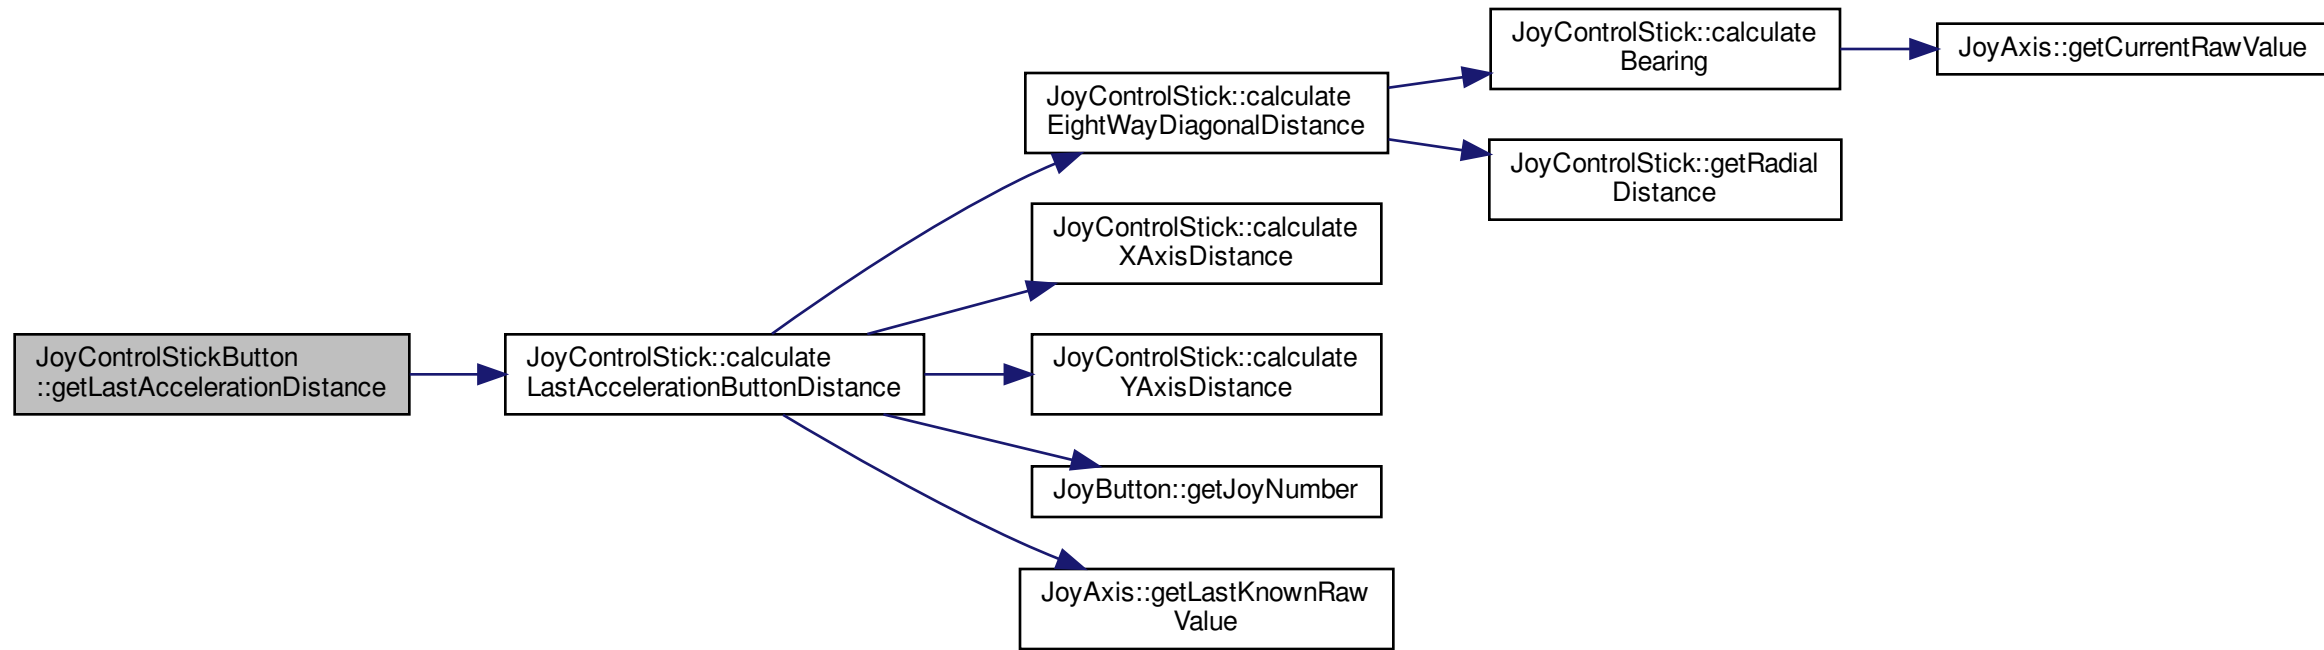 JoyControlStickButton
::getLastAccelerationDistance
JoyControlStick::calculate
LastAccelerationButtonDistance
JoyControlStick::calculate
EightWayDiagonalDistance
JoyControlStick::calculate
Bearing
JoyAxis::getCurrentRawValue
JoyControlStick::getRadial
Distance
JoyControlStick::calculate
XAxisDistance
JoyControlStick::calculate
YAxisDistance
JoyButton::getJoyNumber
JoyAxis::getLastKnownRaw
Value